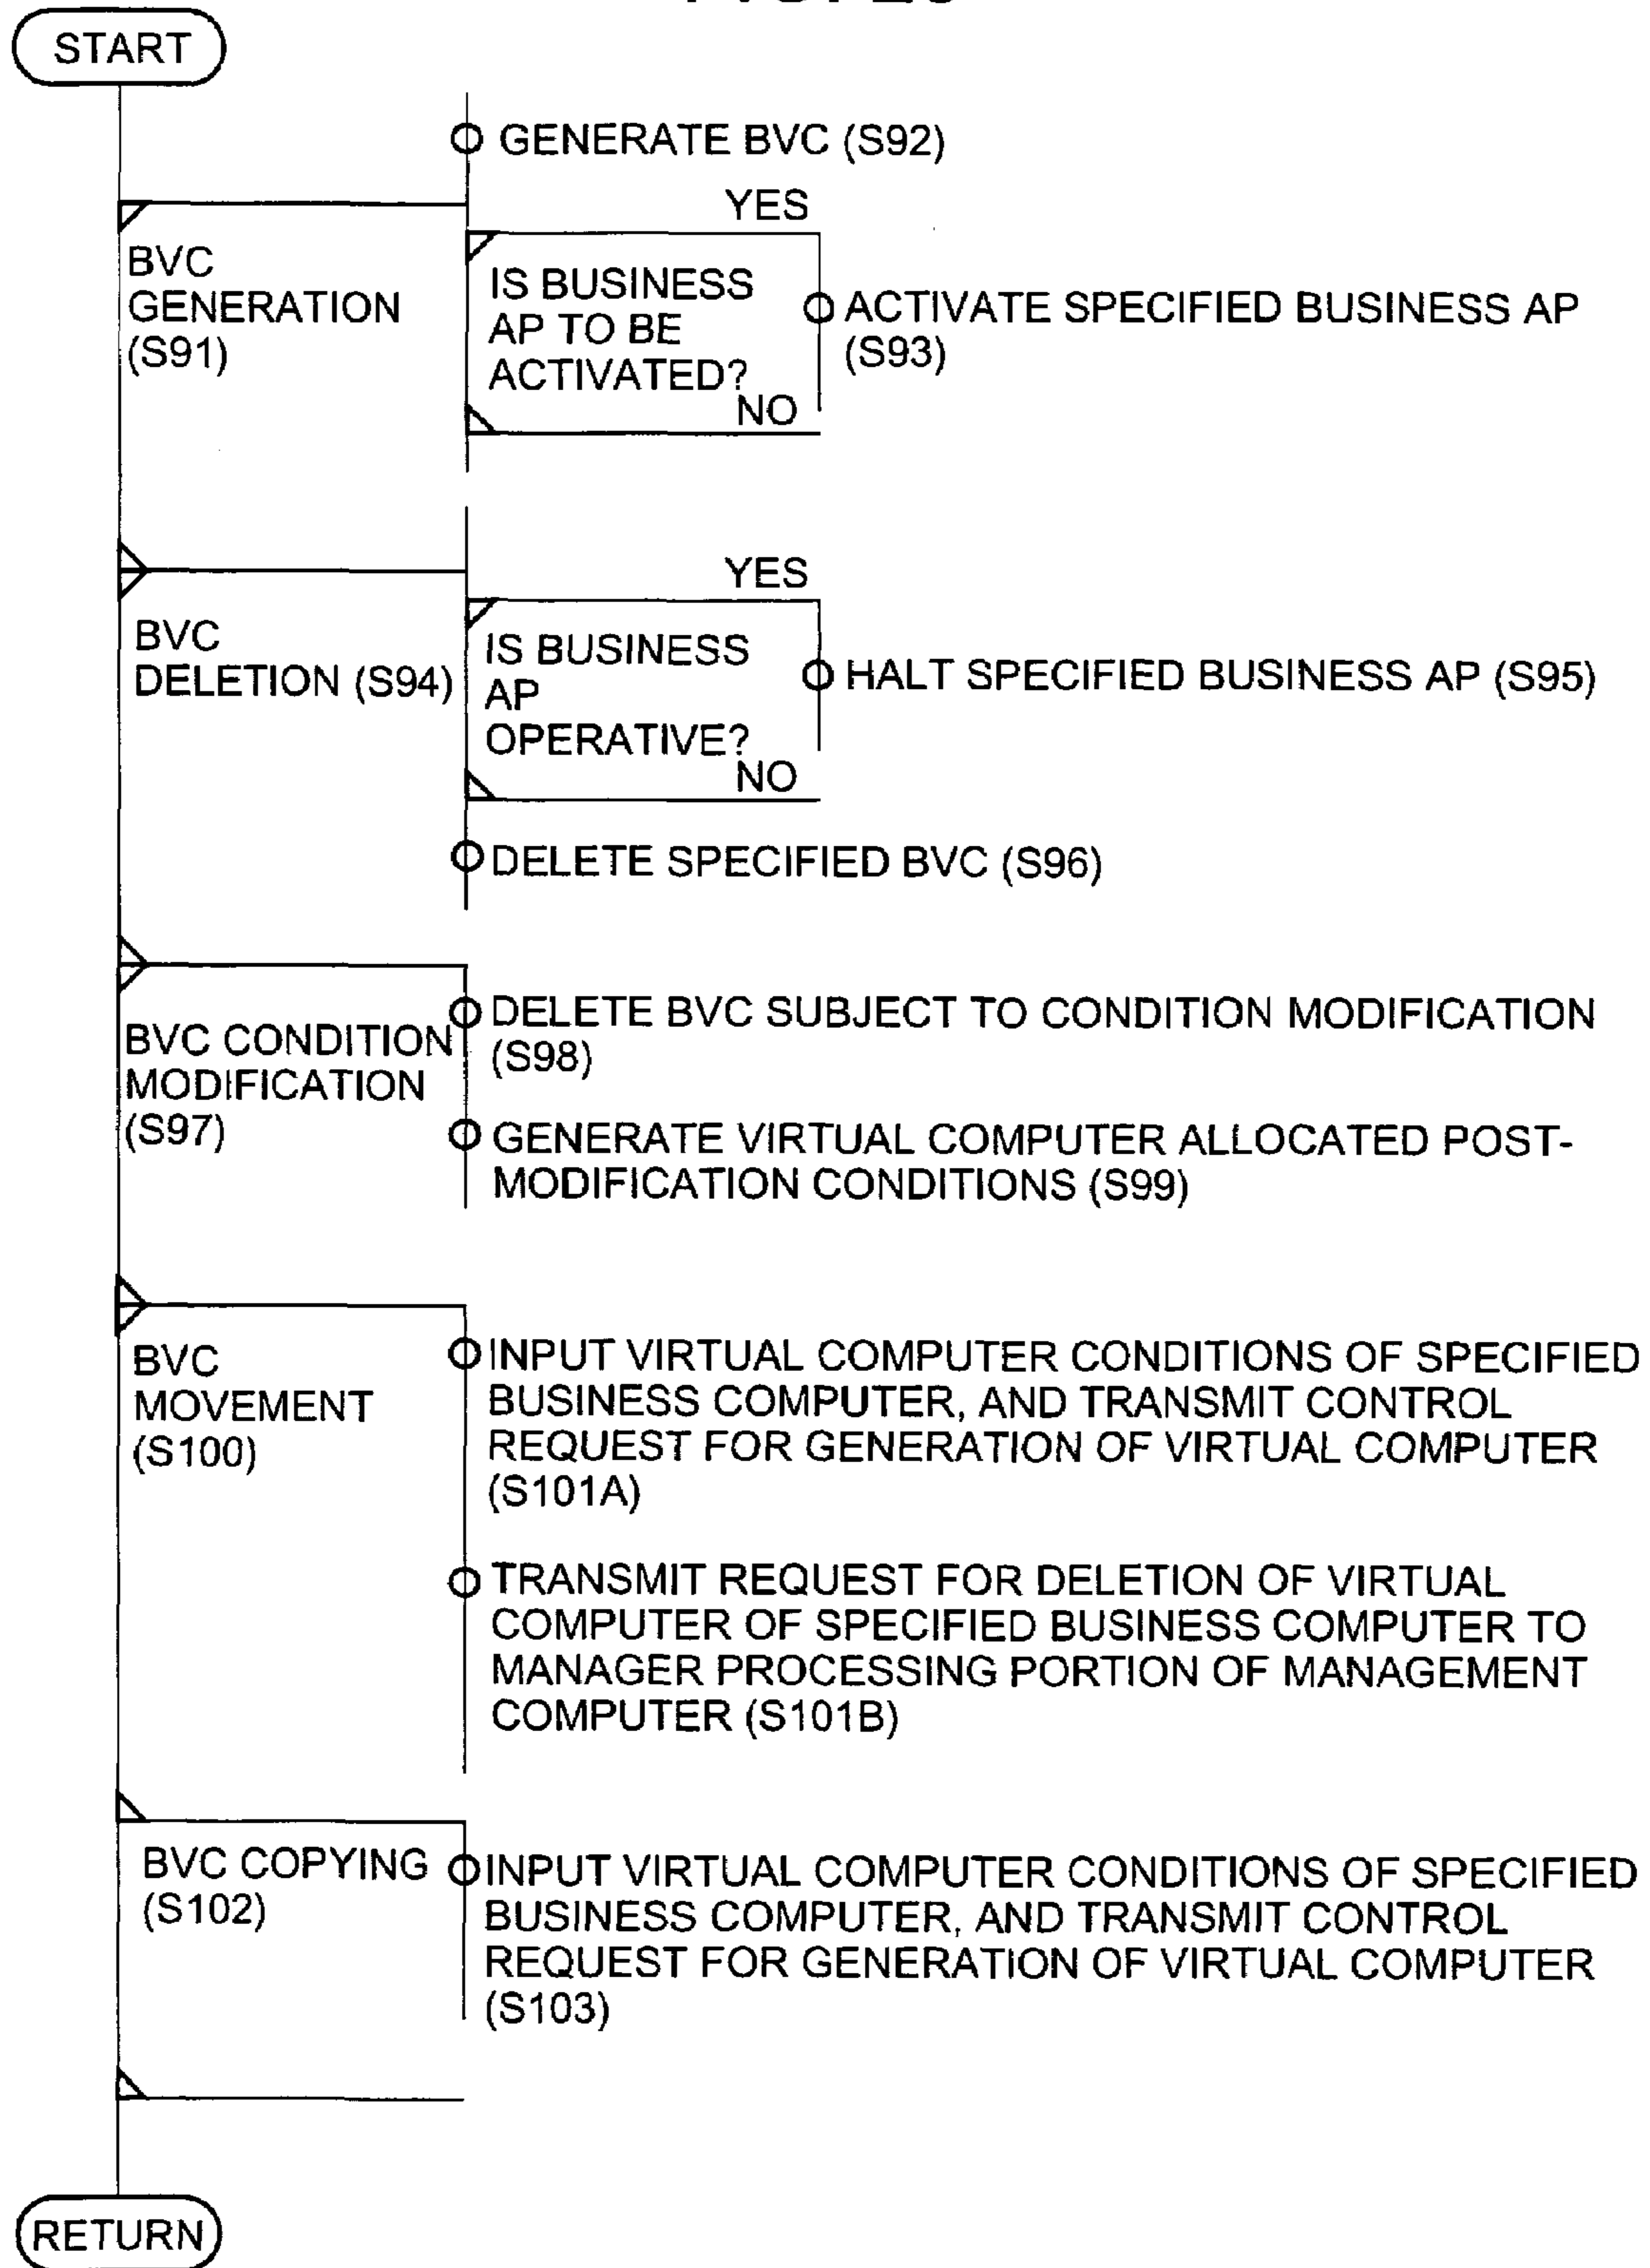 START
GENERATE BVC (S92)
YES
BVC
GENERATION
(S91)
IS BUSINESS
AP TO BE
ACTIVATED?
NO
ACTIVATE SPECIFIED BUSINESS AP
(S93)
YES
BVC
DELETION (S94)
IS BUSINESS
AP
OPERATIVE?
NO
HALT SPECIFIED BUSINESS AP (S95)
DELETE SPECIFIED BVC (S96)
BVC CONDITION
MODIFICATION
(S97)
DELETE BVC SUBJECT TO CONDITION MODIFICATION
(S98)
GENERATE VIRTUAL COMPUTER ALLOCATED POST-
MODIFICATION CONDITIONS (S99)
BVC
MOVEMENT
(S100)
INPUT VIRTUAL COMPUTER CONDITIONS OF SPECIFIED
BUSINESS COMPUTER, AND TRANSMIT CONTROL
REQUEST FOR GENERATION OF VIRTUAL COMPUTER
(S101A)
TRANSMIT REQUEST FOR DELETION OF VIRTUAL
COMPUTER OF SPECIFIED BUSINESS COMPUTER TO
MANAGER PROCESSING PORTION OF MANAGEMENT
COMPUTER (S101B)
BVC COPYING
(S102)
INPUT VIRTUAL COMPUTER CONDITIONS OF SPECIFIED
BUSINESS COMPUTER, AND TRANSMIT CONTROL
REQUEST FOR GENERATION OF VIRTUAL COMPUTER
(S103)
RETURN